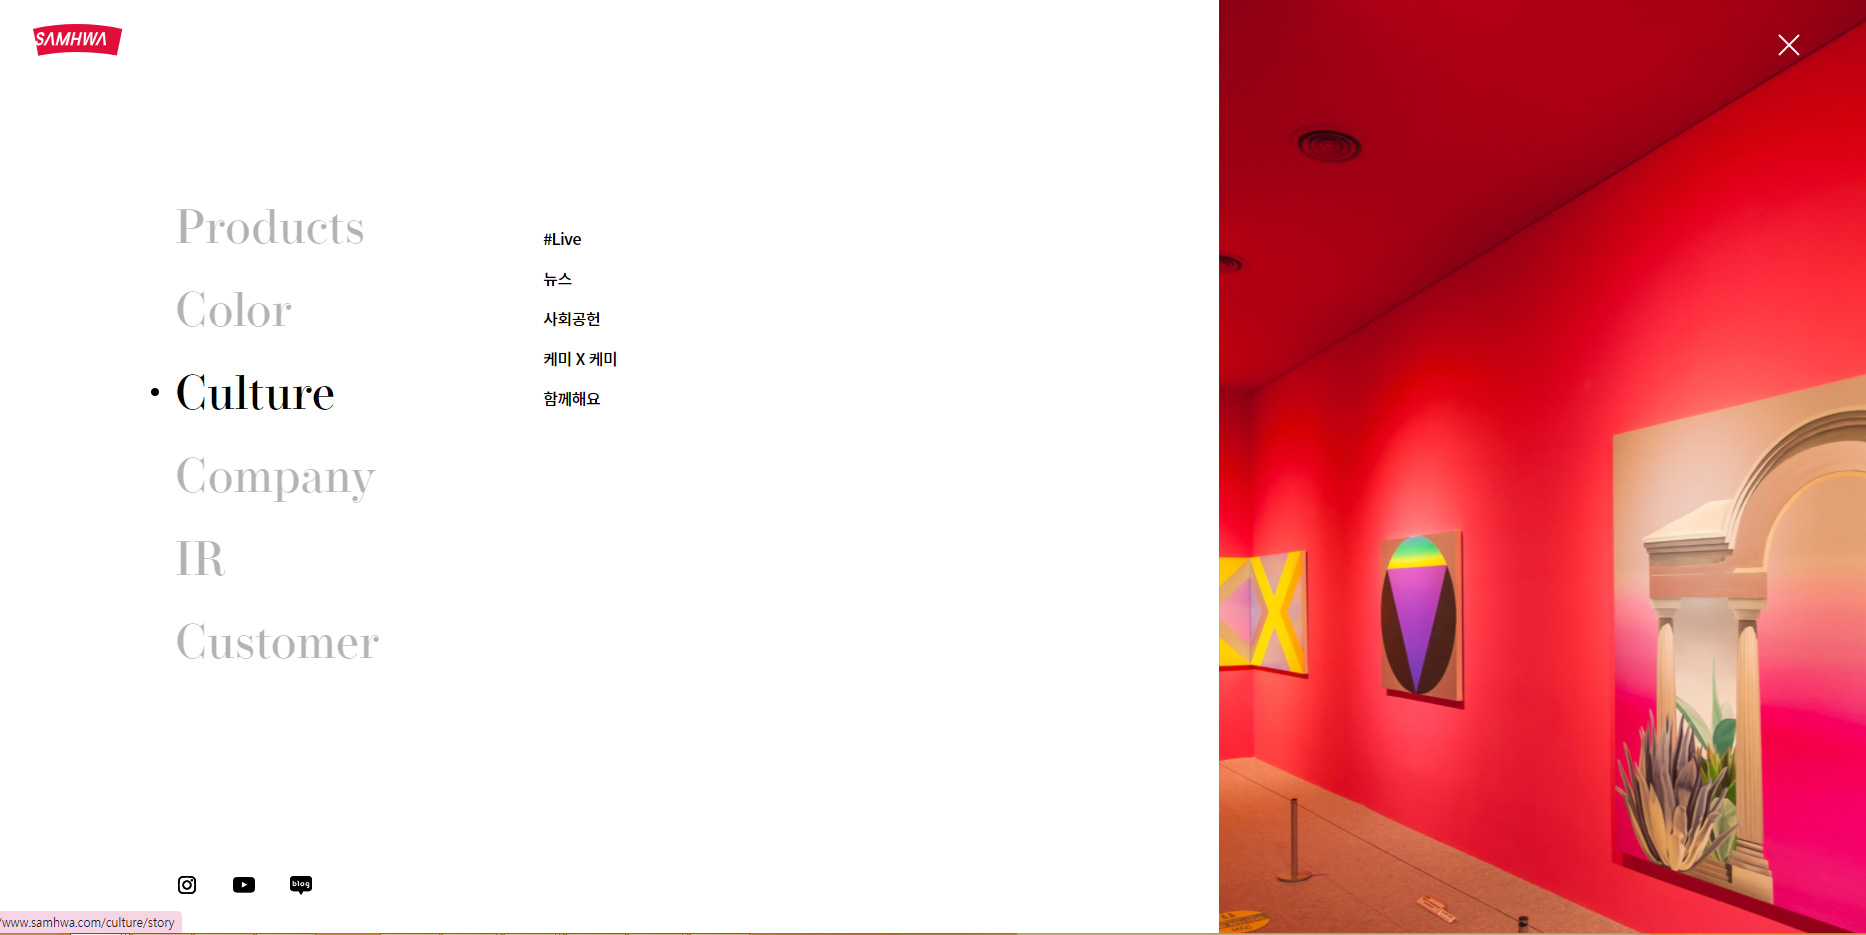 SAMHWA
Products
Color
Culture
Company
IR
Customer
#Live
뉴스
사회공헌
케미 X 케미
함께해요
blog
/www.samhwa.com/culture/story